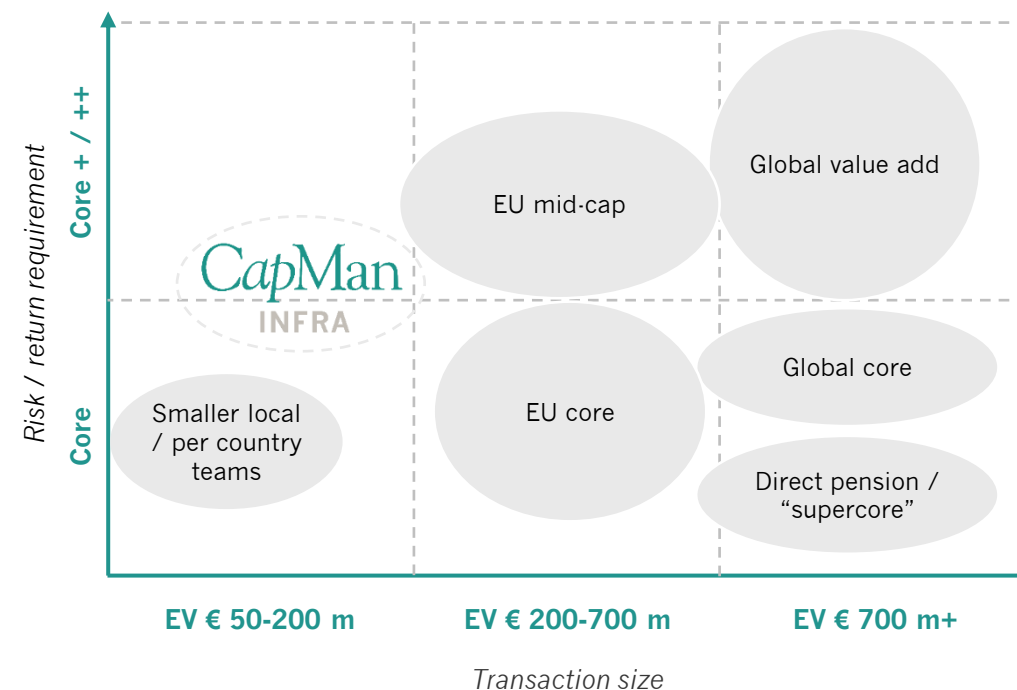 Risk / return requirement
Core + / ++
Core
Global value add
EU mid-cap
CapMan
INFRA
Global core
EU core
Smaller local
/ per country
teams
Direct pension /
“supercore”
EV € 50-200 m
EV € 200-700 m
EV € 700 m+
Transaction size